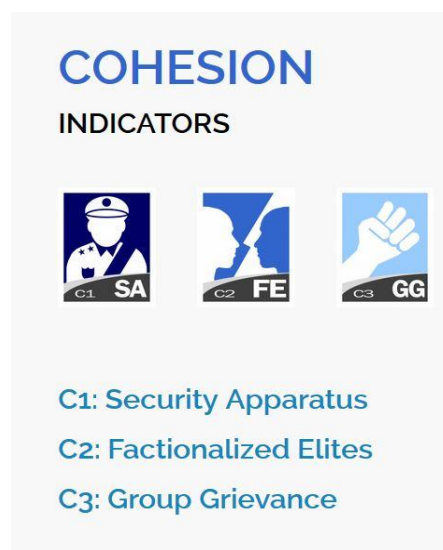 COHESION
INDICATORS
C1 SA
C2 FE
C3 GG
C1: Security Apparatus
C2: Factionalized Elites
C3: Group Grievance